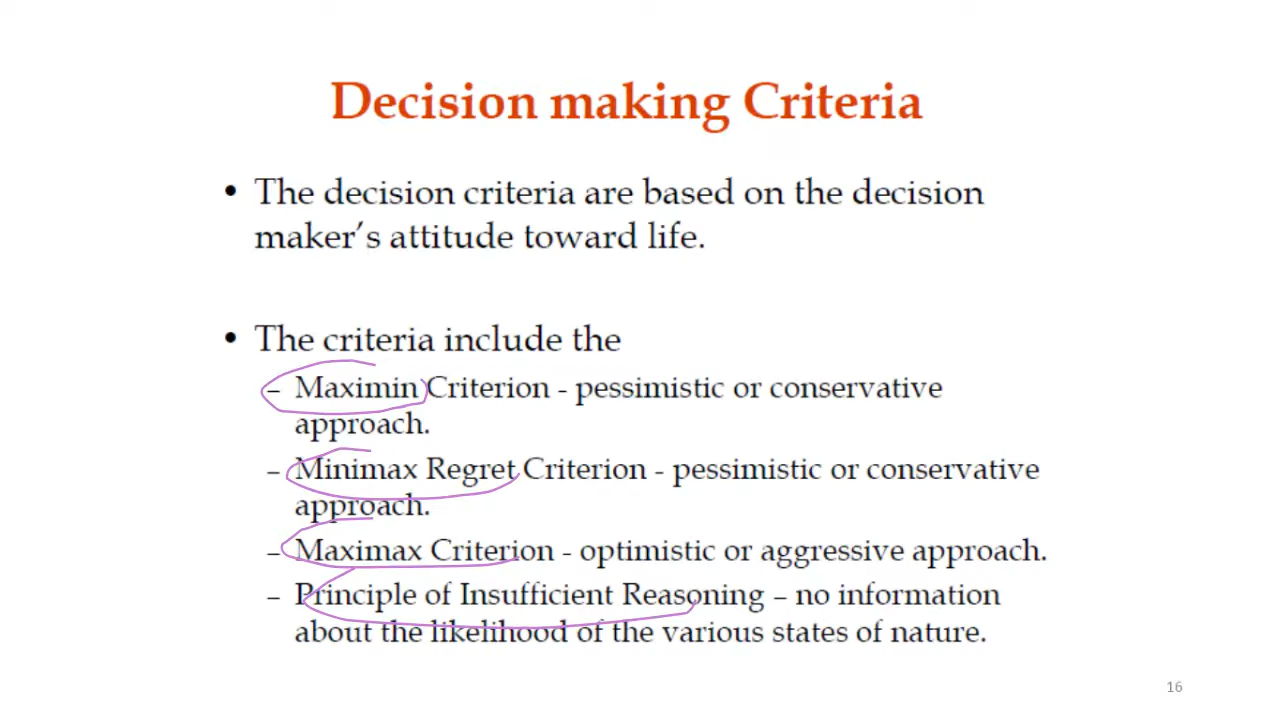 Decision making Criteria
• The decision criteria are based on the decision
maker's attitude toward life.
• The criteria include the
– Maximin Criterion - pessimistic or conservative
approach.
– Minimax Regret Criterion - pessimistic or conservative
approach.
– Maximax Criterion - optimistic or aggressive approach.
– Principle of Insufficient Reasoning – no information
about the likelihood of the various states of nature.
16